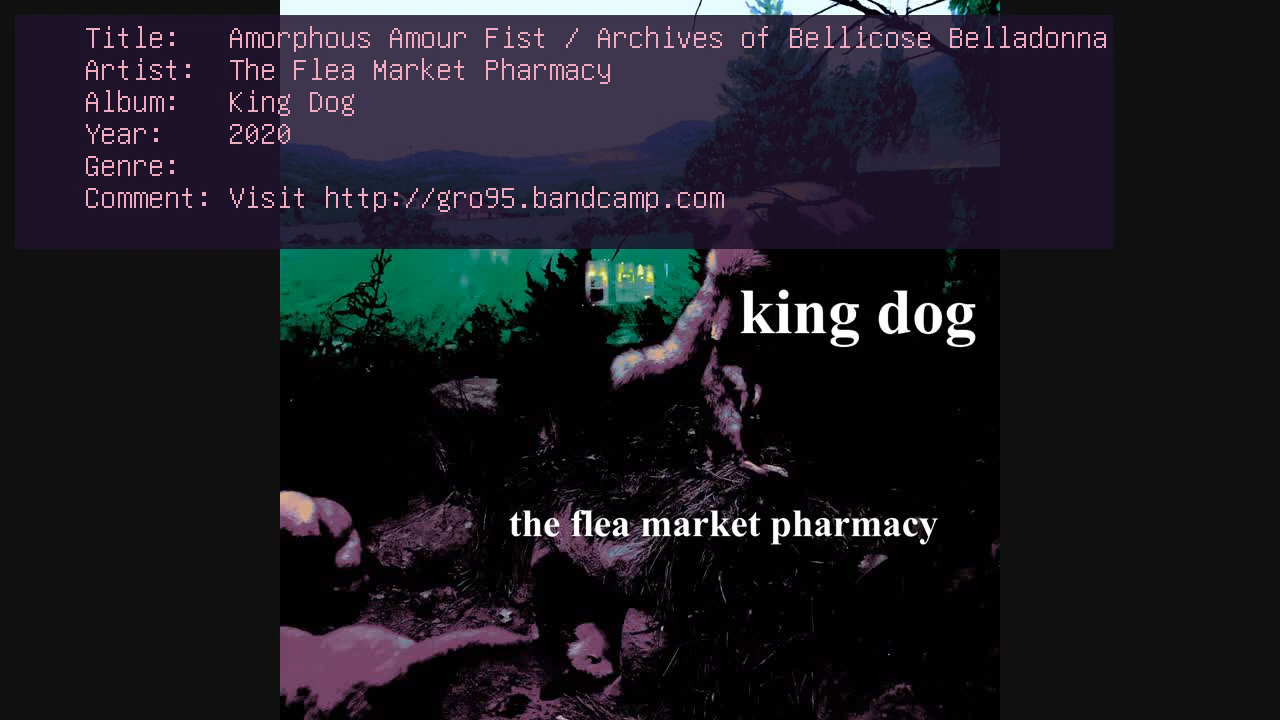 Title: Amorphous Amour Fist / Archives of Bellicose Belladonna
Artist: The Flea Market Pharmacy
Album: King Dog
Year: 2020
Genre:
Comment: Visit http://gro95.bandcamp.com
king dog
the flea market pharmacy